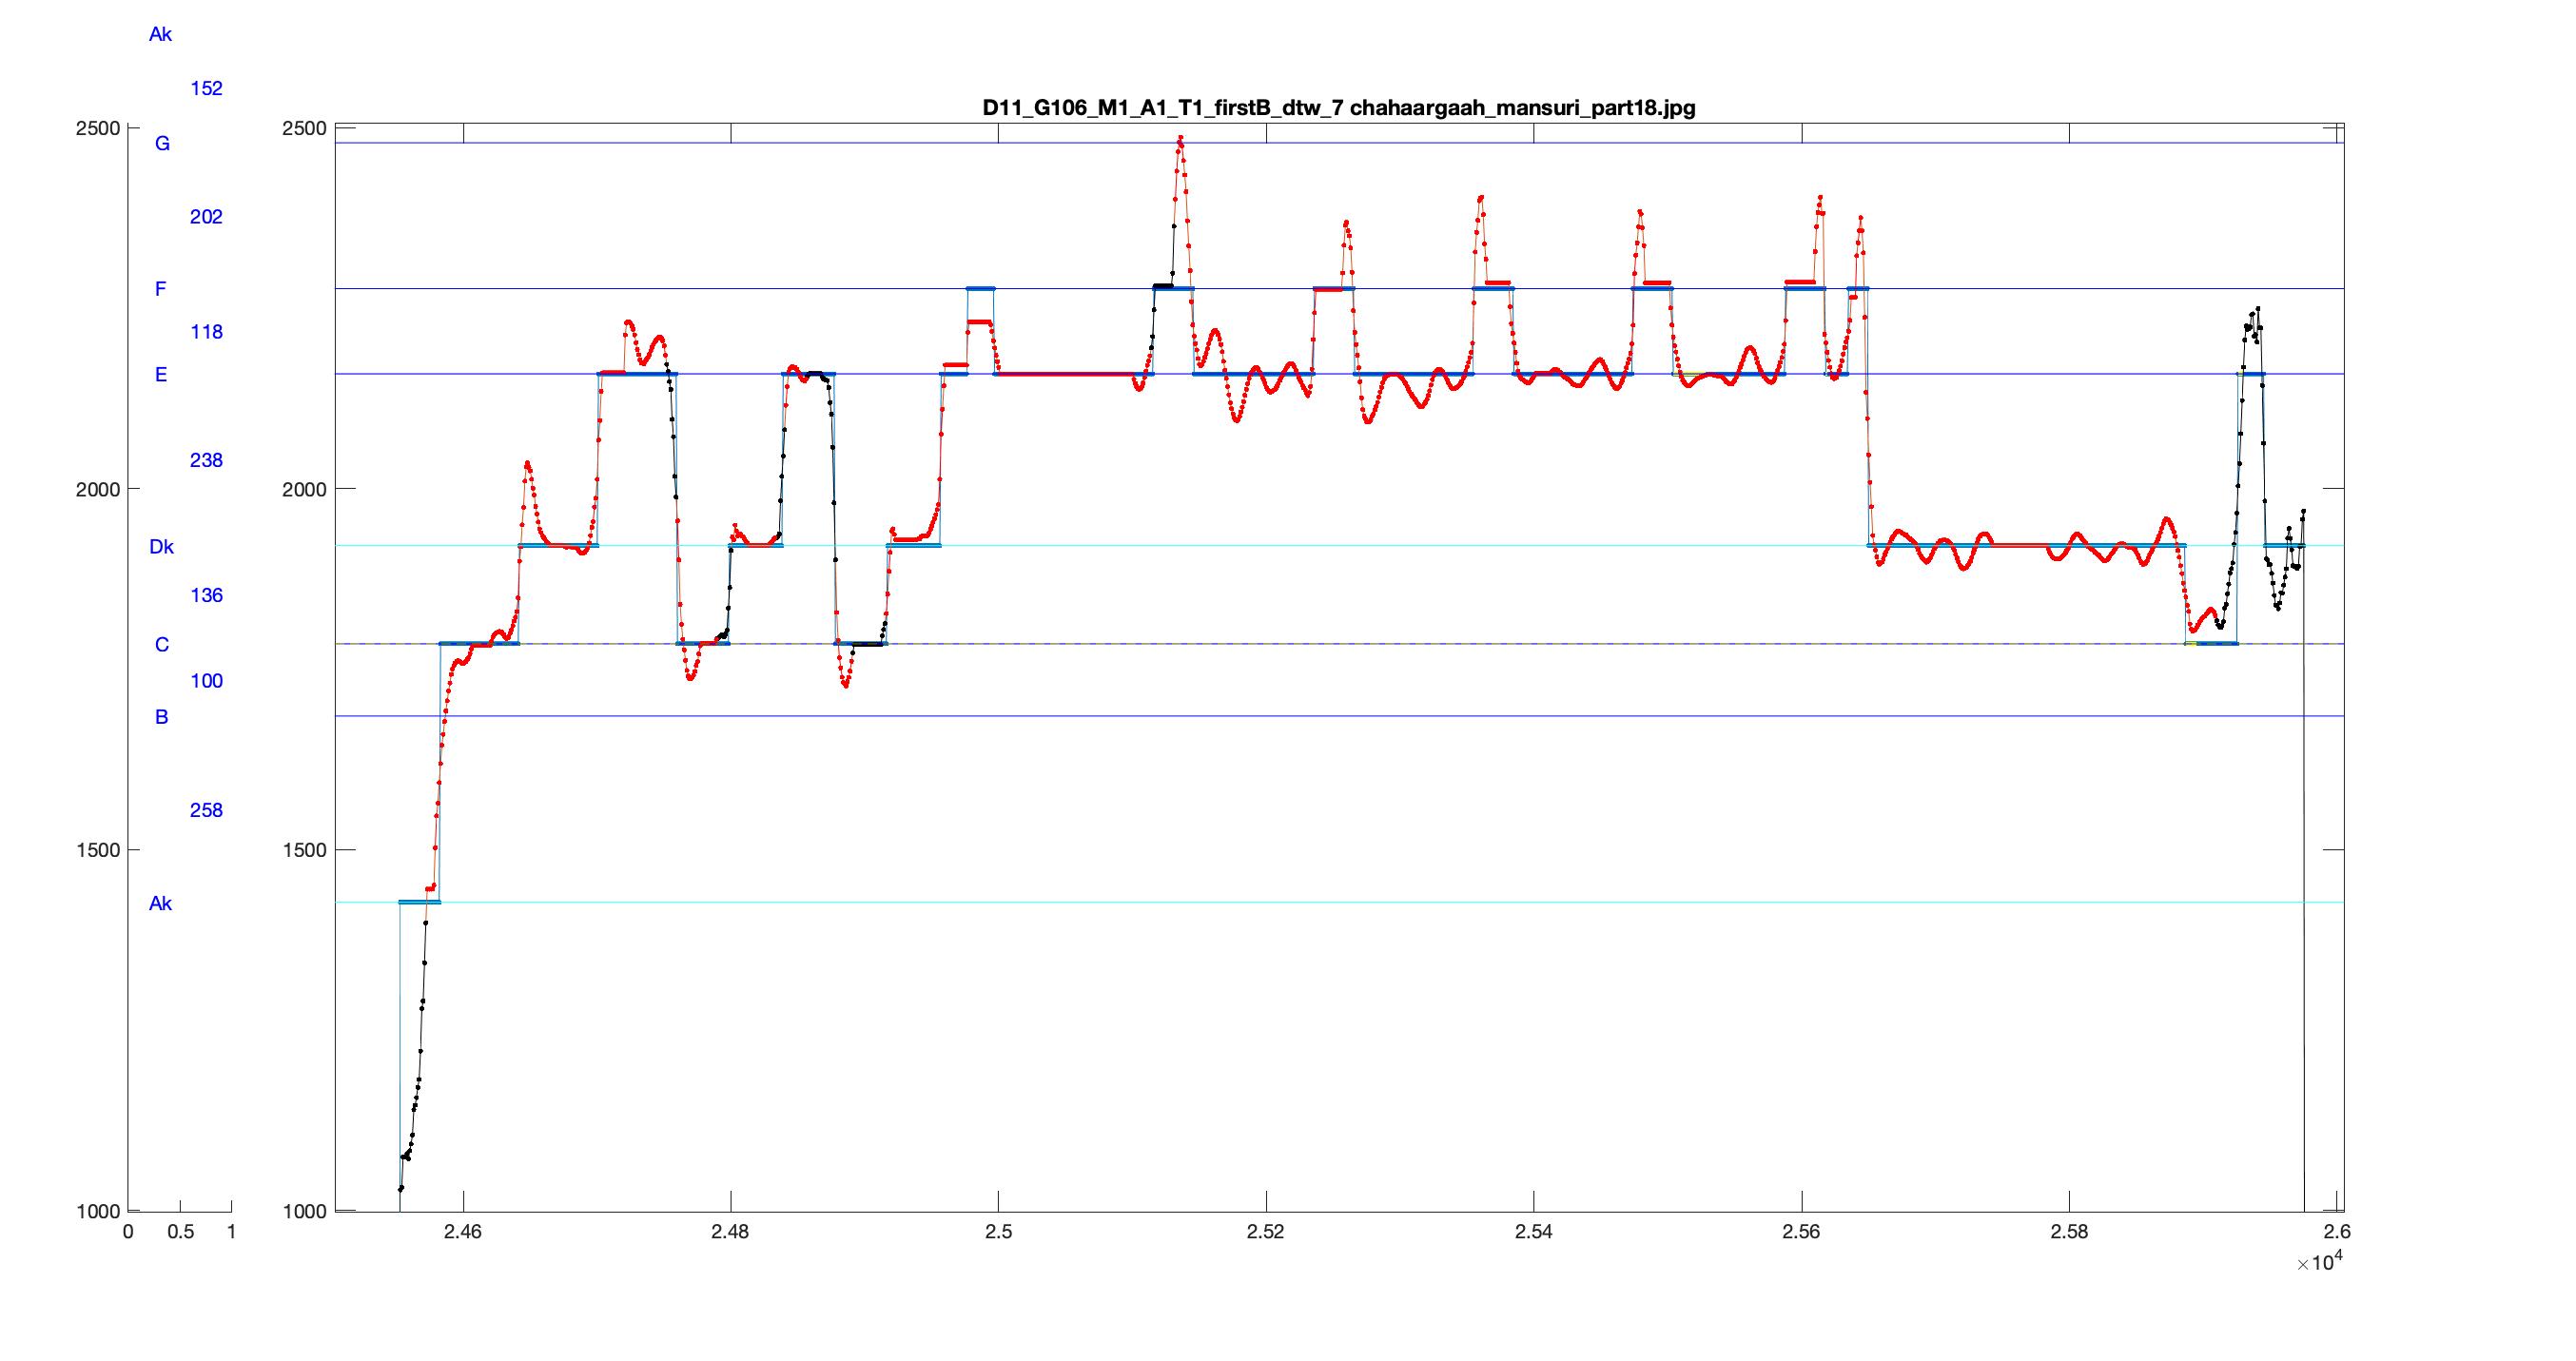 Ak
152
D11_G106_M1_A1_T1_firstB_dtw_7 chahaargaah_mansuri_part18.jpg
2500
2500
G
202
F
118
E
238
2000
2000
Dk
136
C
100
B
258
1500
1500
Ak
1000
1000
0 0.5 1
2.46 2.48 2.5 2.52 2.54 2.56 2.58 2.6
×10⁴